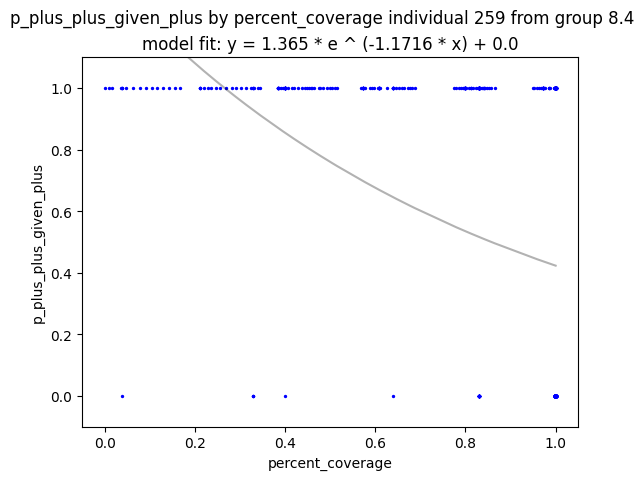 p_plus_plus_given_plus by percent_coverage individual 259 from group 8.4
model fit: y = 1.365 * e ^ (-1.1716 * x) + 0.0
1.0
0.8
0.6
0.4
0.2
0.0
p_plus_plus_given_plus
0.0 0.2 0.4 0.6 0.8 1.0
percent_coverage